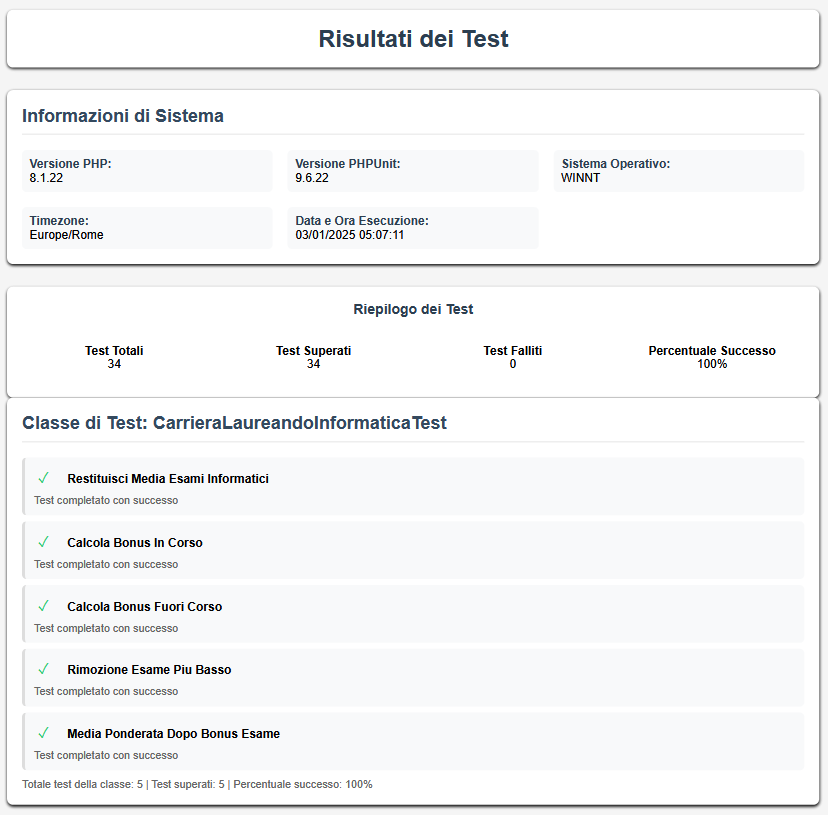 Risultati dei Test
Informazioni di Sistema
Versione PHP:
8.1.22
Versione PHPUnit:
9.6.22
Sistema Operativo:
WINNT
Timezone:
Europe/Rome
Data e Ora Esecuzione:
03/01/2025 05:07:11
Riepilogo dei Test
Test Totali
34
Test Superati
34
Test Falliti
0
Percentuale Successo
100%
Classe di Test: CarrieraLaureandoInformaticaTest
✓ Restituisci Media Esami Informatici
Test completato con successo
✓ Calcola Bonus In Corso
Test completato con successo
✓ Calcola Bonus Fuori Corso
Test completato con successo
✓ Rimozione Esame Piu Basso
Test completato con successo
✓ Media Ponderata Dopo Bonus Esame
Test completato con successo
Totale test della classe: 5 | Test superati: 5 | Percentuale successo: 100%